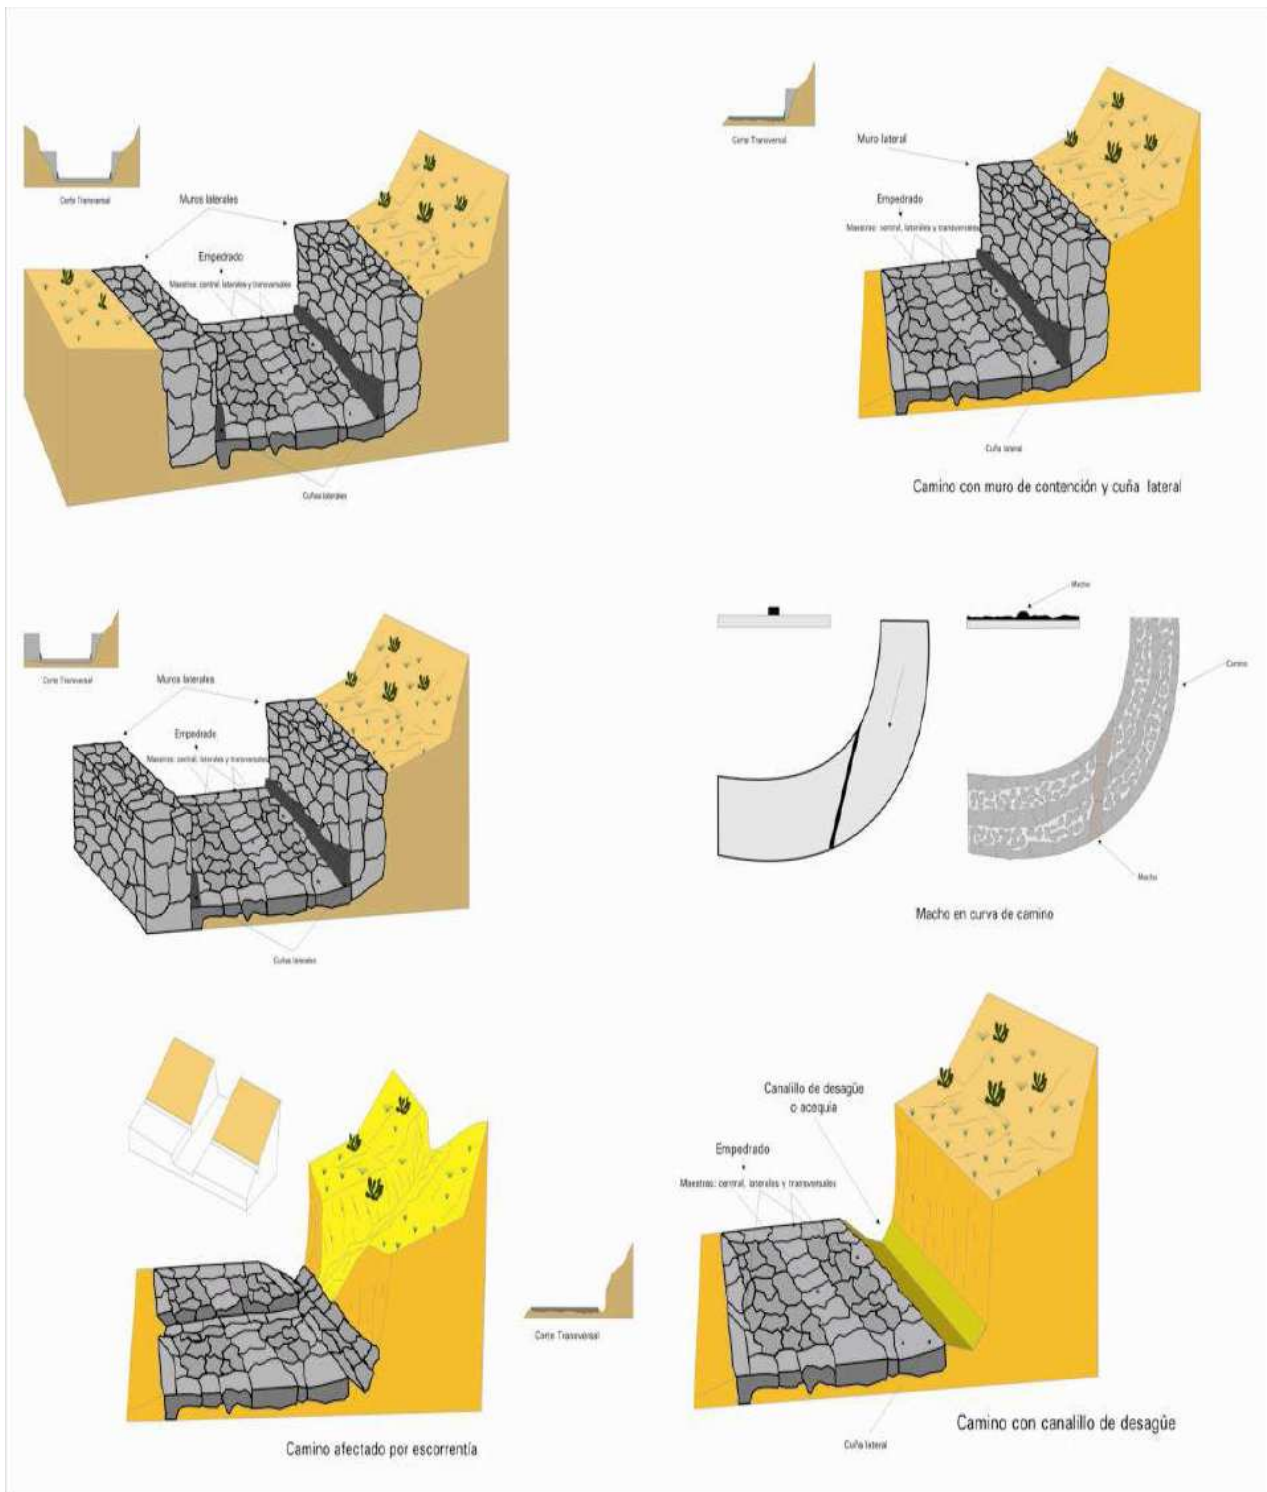 Corte Transversal
Muros laterales
Empedrado
Maestras: central, laterales y transversales
Cuñas laterales
Corte Transversal
Muro lateral
Empedrado
Maestras: central, laterales y transversales
Cuña lateral
Camino con muro de contención y cuña lateral
Corte Transversal
Muros laterales
Empedrado
Maestras: central, laterales y transversales
Cuñas laterales
Macho
Camino
Macho
Macho en curva de camino
Camino afectado por escorrentía
Corte Transversal
Canalillo de desagüe
o acequia
Empedrado
Maestras: central, laterales y transversales
Cuña lateral
Camino con canalillo de desagüe